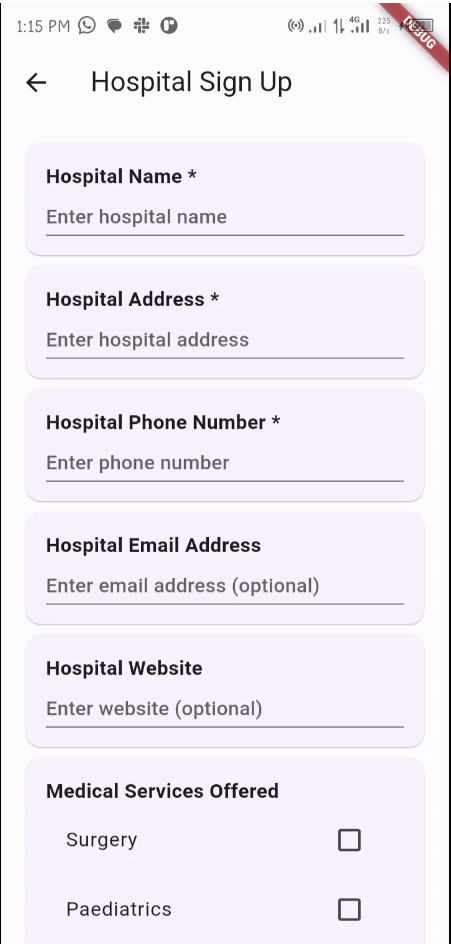 1:15 PM
4G
225
B/s
DEBUG
Hospital Sign Up
Hospital Name *
Enter hospital name
Hospital Address *
Enter hospital address
Hospital Phone Number *
Enter phone number
Hospital Email Address
Enter email address (optional)
Hospital Website
Enter website (optional)
Medical Services Offered
Surgery
Paediatrics